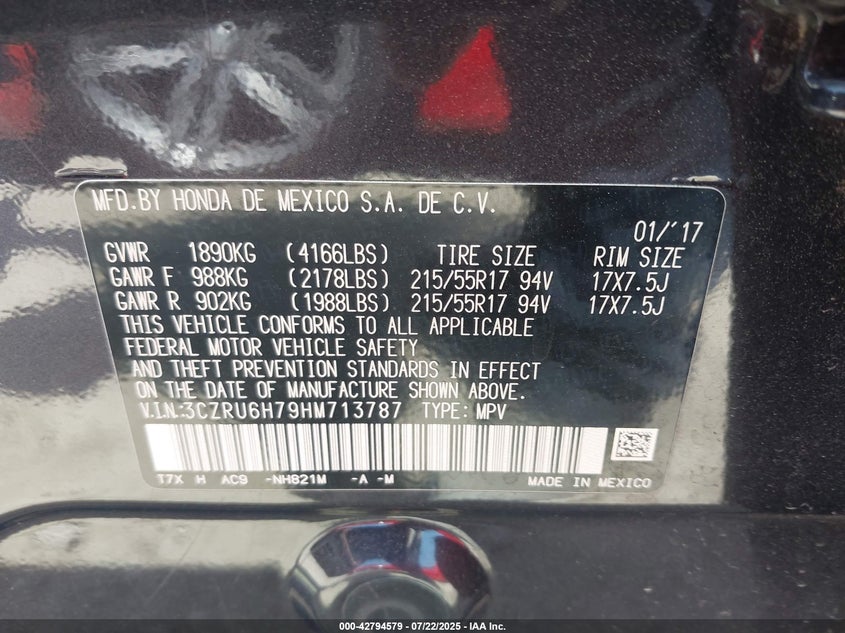 MFD.BY HONDA DE MEXICO S.A. DE C.V.
01/'17
GVWR 1890KG (4166LBS) TIRE SIZE RIM SIZE
GAWR F 988KG (2178LBS) 215/55R17 94V 17X7.5J
GAWR R 902KG (1988LBS) 215/55R17 94V 17X7.5J
THIS VEHICLE CONFORMS TO ALL APPLICABLE
FEDERAL MOTOR VEHICLE SAFETY
AND THEFT PREVENTION STANDARDS IN EFFECT
ON THE DATE OF MANUFACTURE SHOWN ABOVE.
V.I.N.:3CZRU6H79HM713787 TYPE: MPV
T7X H AC9 -NH821M -A -M MADE IN MEXICO
000-42794579 | 07/22/2025 - IAA Inc.